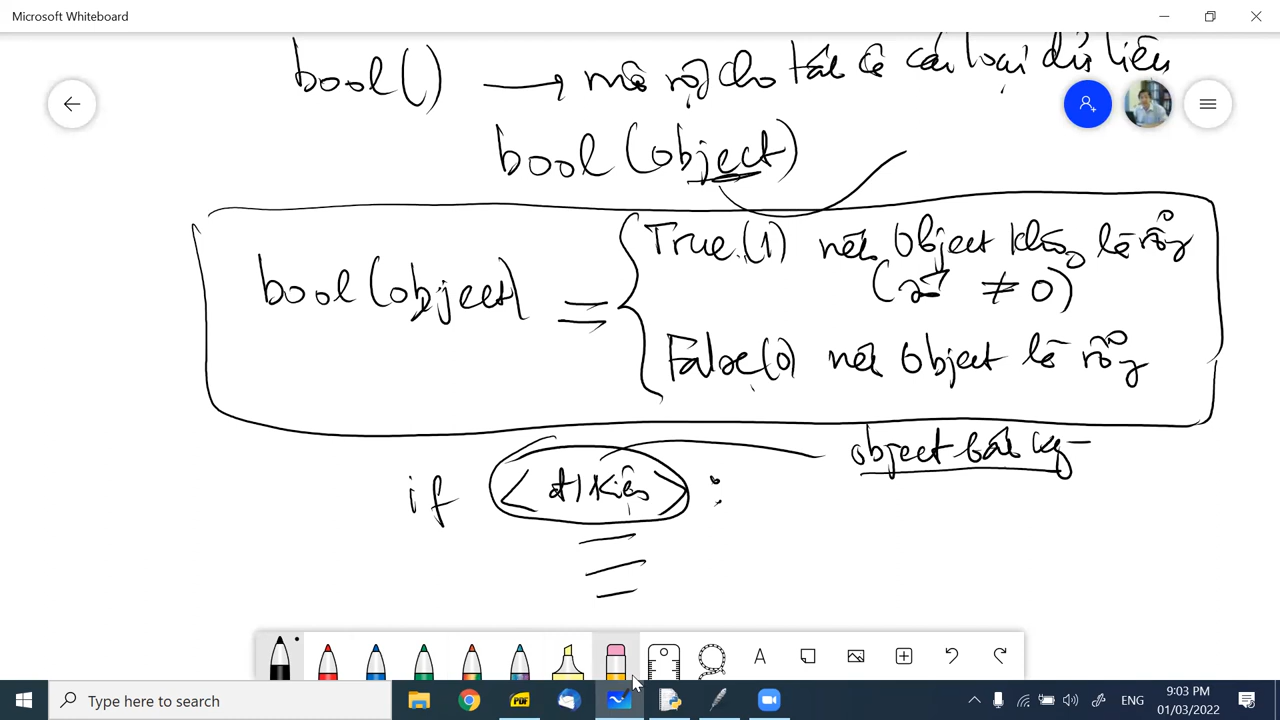 Microsoft Whiteboard
bool() → mở rộng cho tất cả các loại dữ liệu
bool(object)
True.(1) nếu Object không là rỗng
( ≠ 0)
bool(object) =
False(0) nếu Object là rỗng
object bất kỳ
if <đ/kiện> :
Type here to search
PDF
ENG
9:03 PM
01/03/2022